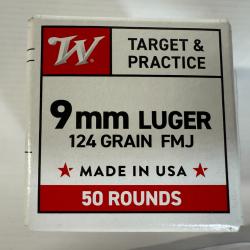 W
TARGET &
PRACTICE
9mm LUGER
124 GRAIN FMJ
MADE IN USA
50 ROUNDS